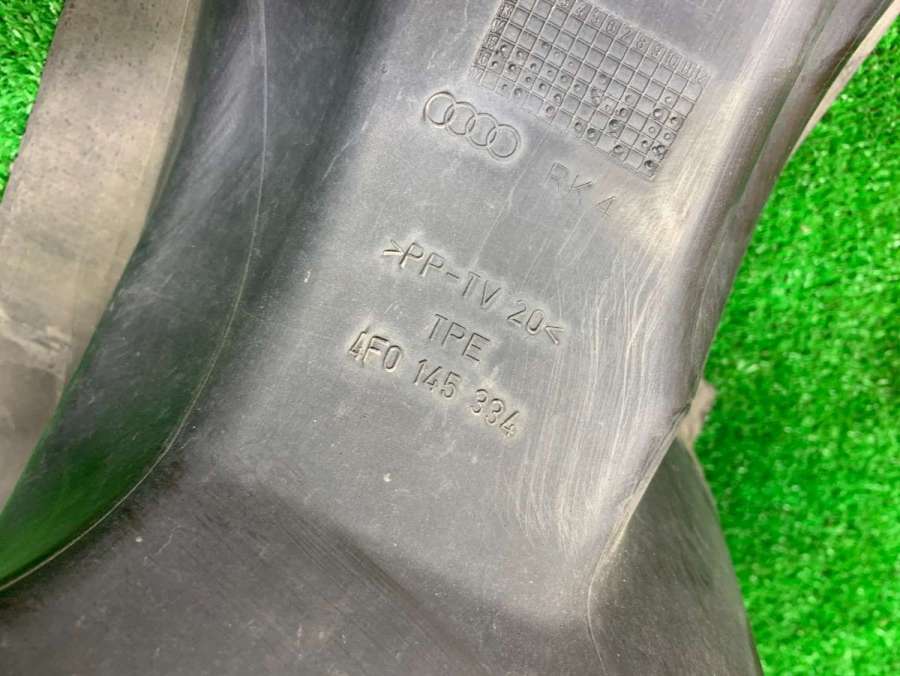 RK 4
>PP-TV 20<
TPE
4F0 145 334